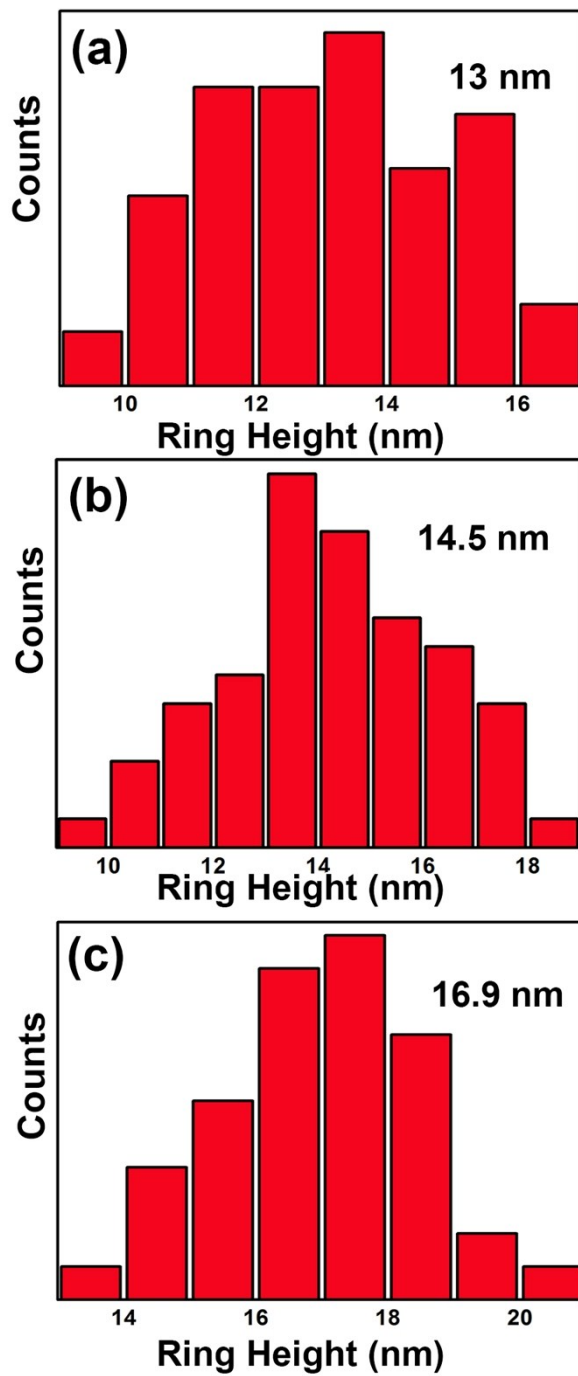 (a)
13 nm
Counts
10 12 14 16
Ring Height (nm)
(b)
14.5 nm
Counts
10 12 14 16 18
Ring Height (nm)
(c)
16.9 nm
Counts
14 16 18 20
Ring Height (nm)